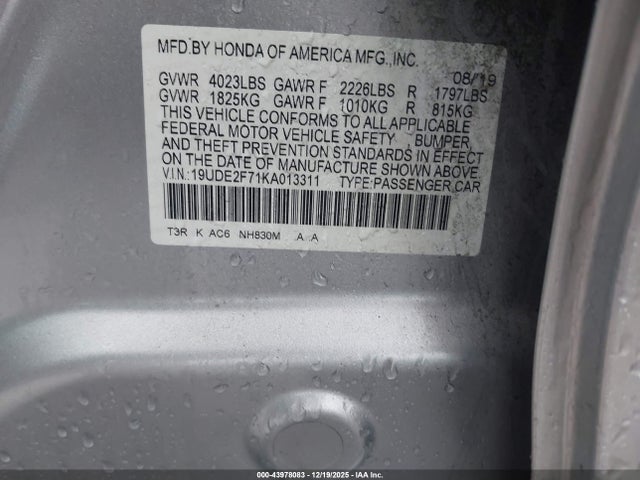 MFD.BY HONDA OF AMERICA MFG.,INC. 08/19
GVWR 4023LBS GAWR F 2226LBS R 1797LBS
GVWR 1825KG GAWR F 1010KG R 815KG
THIS VEHICLE CONFORMS TO ALL APPLICABLE
FEDERAL MOTOR VEHICLE SAFETY, BUMPER,
AND THEFT PREVENTION STANDARDS IN EFFECT
ON THE DATE OF MANUFACTURE SHOWN ABOVE.
V.I.N.:19UDE2F71KA013311 TYPE:PASSENGER CAR
T3R K AC6 NH830M A A
000-43978083 - 12/19/2025 - IAA Inc.